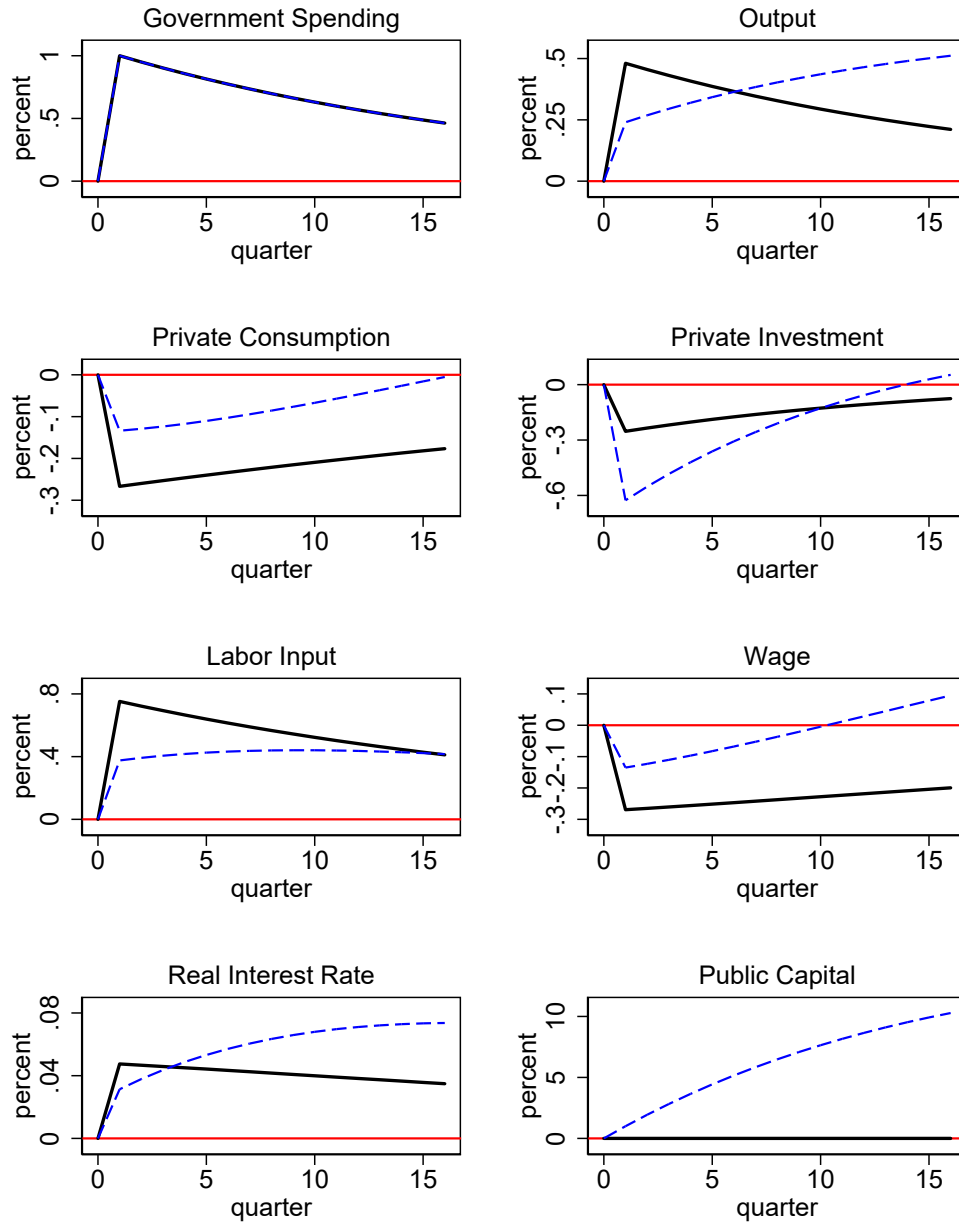 Government Spending
percent
0
.5
1
0
5
10
15
quarter
Output
percent
0
.25
.5
0
5
10
15
quarter
Private Consumption
percent
-.3
-.2
-.1
0
0
5
10
15
quarter
Private Investment
percent
-.6
-.3
0
0
5
10
15
quarter
Labor Input
percent
0
.4
.8
0
5
10
15
quarter
Wage
percent
-.3
-.2
-.1
0
.1
0
5
10
15
quarter
Real Interest Rate
percent
0
.04
.08
0
5
10
15
quarter
Public Capital
percent
0
5
10
0
5
10
15
quarter